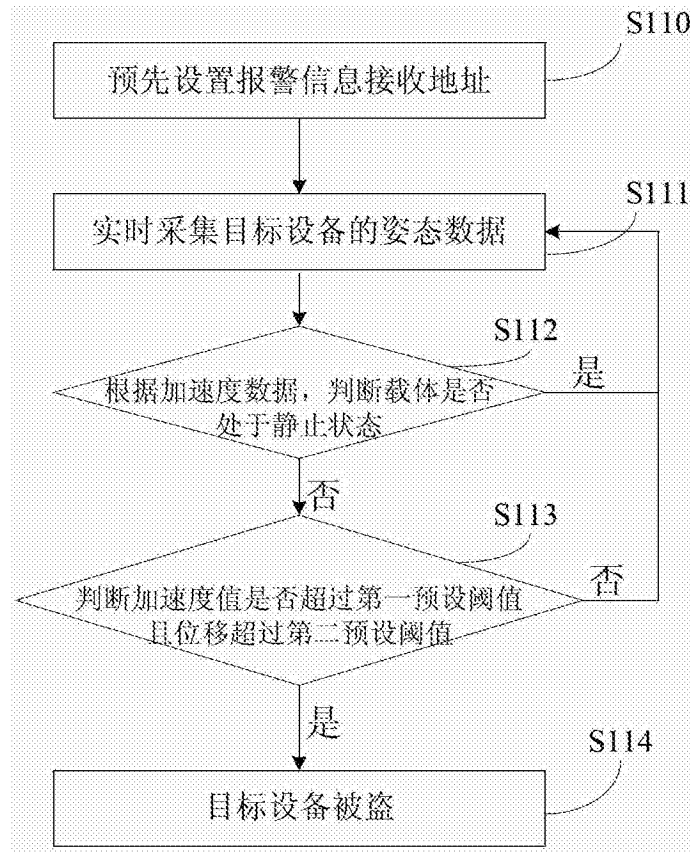 S110
预先设置报警信息接收地址
S111
实时采集目标设备的姿态数据
S112
根据加速度数据，判断载体是否
处于静止状态
是
否
S113
判断加速度值是否超过第一预设阈值
且位移超过第二预设阈值
否
是
S114
目标设备被盗